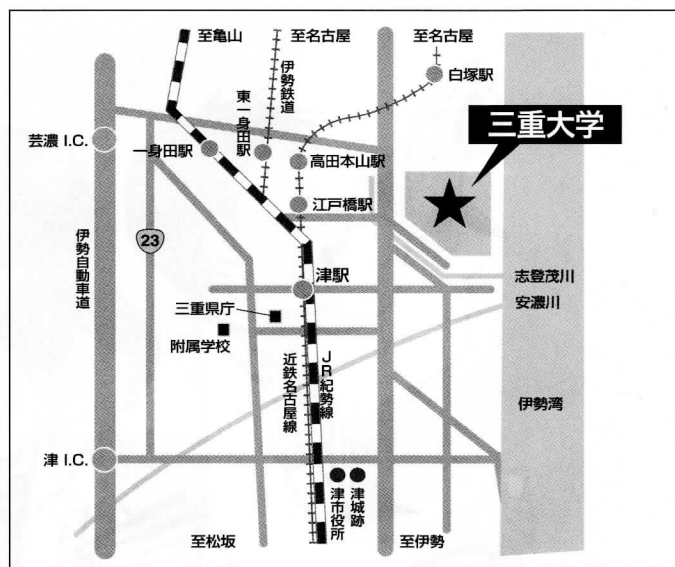 至亀山
至名古屋
至名古屋
伊勢鉄道
白塚駅
東一身田駅
三重大学
芸濃 I.C.
一身田駅
高田本山駅
江戸橋駅
23
伊勢自動車道
津駅
志登茂川
三重県庁
安濃川
附属学校
近鉄名古屋線
JR紀勢線
伊勢湾
津 I.C.
津市役所
津城跡
至松坂
至伊勢